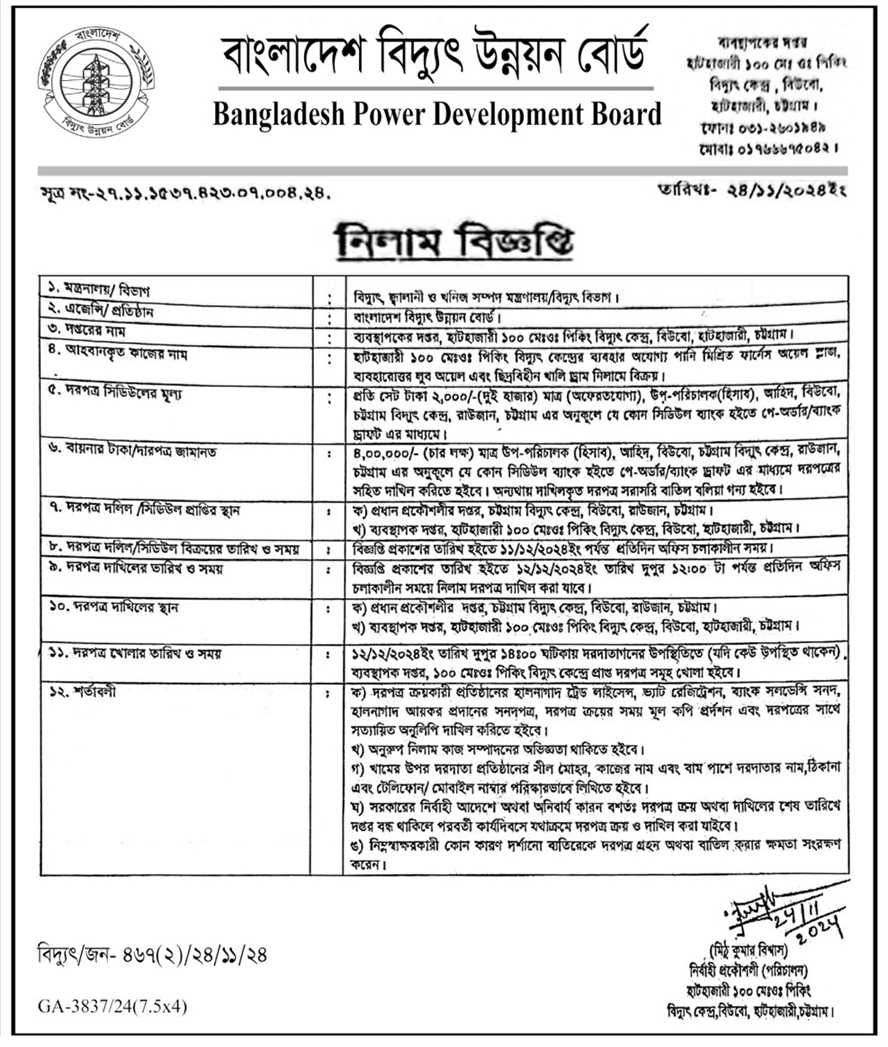 বাংলাদেশ
বিদ্যুৎ উন্নয়ন বোর্ড
বাংলাদেশ বিদ্যুৎ উন্নয়ন বোর্ড
Bangladesh Power Development Board
ব্যবস্থাপকের দপ্তর
হাটহাজারী ১০০ মেঃ ওঃ পিকিং
বিদ্যুৎ কেন্দ্র , বিউবো,
হাটহাজারী, চট্টগ্রাম ।
ফোনঃ ০৩১-২৬০১৯৪৯
মোবাঃ ০১৭৬৬৬৭৫০৪২ ।
সূত্র নং-২৭.১১.১৫৩৭.৪২৩.০৭.০০৪.২৪.
তারিখঃ- ২৪/১১/২০২৪ইং
নিলাম বিজ্ঞপ্তি
১. মন্ত্রনালয়/ বিভাগ : বিদ্যুৎ, জ্বালানী ও খনিজ সম্পদ মন্ত্রণালয়/বিদ্যুৎ বিভাগ ।
২. এজেন্সি/ প্রতিষ্ঠান : বাংলাদেশ বিদ্যুৎ উন্নয়ন বোর্ড ।
৩. দপ্তরের নাম : ব্যবস্থাপকের দপ্তর, হাটহাজারী ১০০ মেঃওঃ পিকিং বিদ্যুৎ কেন্দ্র, বিউবো, হাটহাজারী, চট্টগ্রাম ।
৪. আহবানকৃত কাজের নাম : হাটহাজারী ১০০ মেঃওঃ পিকিং বিদ্যুৎ কেন্দ্রের ব্যবহার অযোগ্য পানি মিশ্রিত ফার্নেস অয়েল স্লাজ,
ব্যবহারোত্তর লুব অয়েল এবং ছিদ্রবিহীন খালি ড্রাম নিলামে বিক্রয় ।
৫. দরপত্র সিডিউলের মূল্য : প্রতি সেট টাকা ২,০০০/-(দুই হাজার) মাত্র (অফেরতযোগ্য), উপ-পরিচালক(হিসাব), আহিদ, বিউবো,
চট্টগ্রাম বিদ্যুৎ কেন্দ্র, রাউজান, চট্টগ্রাম এর অনুকূলে যে কোন সিডিউল ব্যাংক হইতে পে-অর্ডার/ব্যাংক
ড্রাফট এর মাধ্যমে ।
৬. বায়নার টাকা/দারপত্র জামানত : ৪,০০,০০০/- (চার লক্ষ) মাত্র উপ-পরিচালক (হিসাব), আহিদ, বিউবো, চট্টগ্রাম বিদ্যুৎ কেন্দ্র, রাউজান,
চট্টগ্রাম এর অনুকূলে যে কোন সিডিউল ব্যাংক হইতে পে-অর্ডার/ব্যাংক ড্রাফট এর মাধ্যমে দরপত্রের
সহিত দাখিল করিতে হইবে। অন্যথায় দাখিলকৃত দরপত্র সরাসরি বাতিল বলিয়া গন্য হইবে।
৭. দরপত্র দলিল /সিডিউল প্রাপ্তির স্থান : ক) প্রধান প্রকৌশলীর দপ্তর, চট্টগ্রাম বিদ্যুৎ কেন্দ্র, বিউবো, রাউজান, চট্টগ্রাম ।
খ) ব্যবস্থাপক দপ্তর, হাটহাজারী ১০০ মেঃওঃ পিকিং বিদ্যুৎ কেন্দ্র, বিউবো, হাটহাজারী, চট্টগ্রাম ।
৮. দরপত্র দলিল/সিডিউল বিক্রয়ের তারিখ ও সময় : বিজ্ঞপ্তি প্রকাশের তারিখ হইতে ১১/১২/২০২৪ইং পর্যন্ত প্রতিদিন অফিস চলাকালীন সময়।
৯. দরপত্র দাখিলের তারিখ ও সময় : বিজ্ঞপ্তি প্রকাশের তারিখ হইতে ১২/১২/২০২৪ইং তারিখ দুপুর ১২:০০ টা পর্যন্ত প্রতিদিন অফিস
চলাকালীন সময়ে নিলাম দরপত্র দাখিল করা যাবে।
১০. দরপত্র দাখিলের স্থান : ক) প্রধান প্রকৌশলীর দপ্তর, চট্টগ্রাম বিদ্যুৎ কেন্দ্র, বিউবো, রাউজান, চট্টগ্রাম ।
খ) ব্যবস্থাপক দপ্তর, হাটহাজারী ১০০ মেঃওঃ পিকিং বিদ্যুৎ কেন্দ্র, বিউবো, হাটহাজারী, চট্টগ্রাম ।
১১. দরপত্র খোলার তারিখ ও সময় : ১২/১২/২০২৪ইং তারিখ দুপুর ১৪:০০ ঘটিকায় দরদাতাগনের উপস্থিতিতে (যদি কেউ উপস্থিত থাকেন)
ব্যবস্থাপক দপ্তর, ১০০ মেঃওঃ পিকিং বিদ্যুৎ কেন্দ্রে প্রাপ্ত দরপত্র সমূহ খোলা হইবে।
১২. শর্তাবলী : ক) দরপত্র ক্রয়কারী প্রতিষ্ঠানের হালনাগাদ ট্রেড লাইসেন্স, ভ্যাট রেজিট্রেশন, ব্যাংক সলভেন্সি সনদ,
হালনাগাদ আয়কর প্রদানের সনদপত্র, দরপত্র ক্রয়ের সময় মূল কপি প্রর্দশন এবং দরপত্রের সাথে
সত্যায়িত অনুলিপি দাখিল করিতে হইবে।
খ) অনুরুপ নিলাম কাজ সম্পাদনের অভিজ্ঞতা থাকিতে হইবে।
গ) খামের উপর দরদাতা প্রতিষ্ঠানের সীল মোহর, কাজের নাম এবং বাম পাশে দরদাতার নাম,ঠিকানা
এবং টেলিফোন/ মোবাইল নাম্বার পরিস্কারভাবে লিখিতে হইবে।
ঘ) সরকারের নির্বাহী আদেশে অথবা অনিবার্য কারন বশতঃ দরপত্র ক্রয় অথবা দাখিলের শেষ তারিখে
দপ্তর বন্ধ থাকিলে পরবর্তী কার্যদিবসে যথাক্রমে দরপত্র ক্রয় ও দাখিল করা যাইবে।
ঙ) নিম্নস্বাক্ষরকারী কোন কারণ দর্শানো ব্যতিরেকে দরপত্র গ্রহন অথবা বাতিল করার ক্ষমতা সংরক্ষণ
করেন।
24/11
2024
বিদ্যুৎ/জন- ৪৬৭(২)/২৪/১১/২৪
(মিঠু কুমার বিশ্বাস)
নির্বাহী প্রকৌশলী (পরিচালন)
হাটহাজারী ১০০ মেঃওঃ পিকিং
বিদ্যুৎ কেন্দ্র,বিউবো, হাটহাজারী,চট্টগ্রাম।
GA-3837/24(7.5x4)